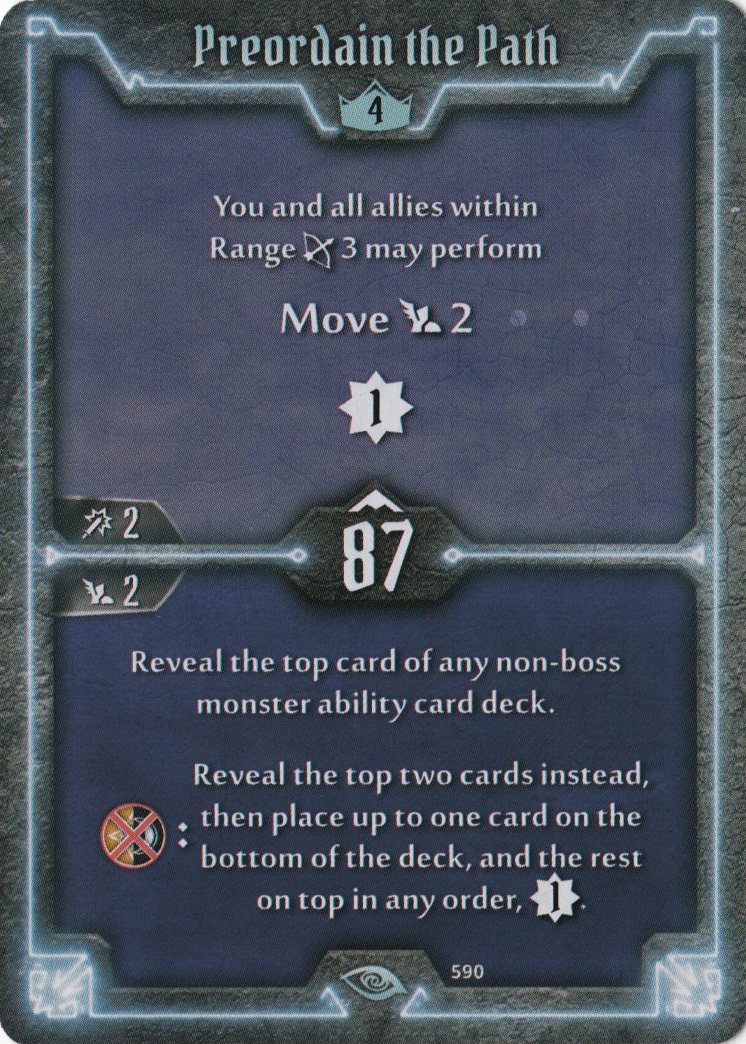 Preordain the Path
4
You and all allies within
Range 3 may perform
Move 2
1
2
87
2
Reveal the top card of any non-boss
monster ability card deck.
Reveal the top two cards instead,
: then place up to one card on the
bottom of the deck, and the rest
on top in any order, 1.
590